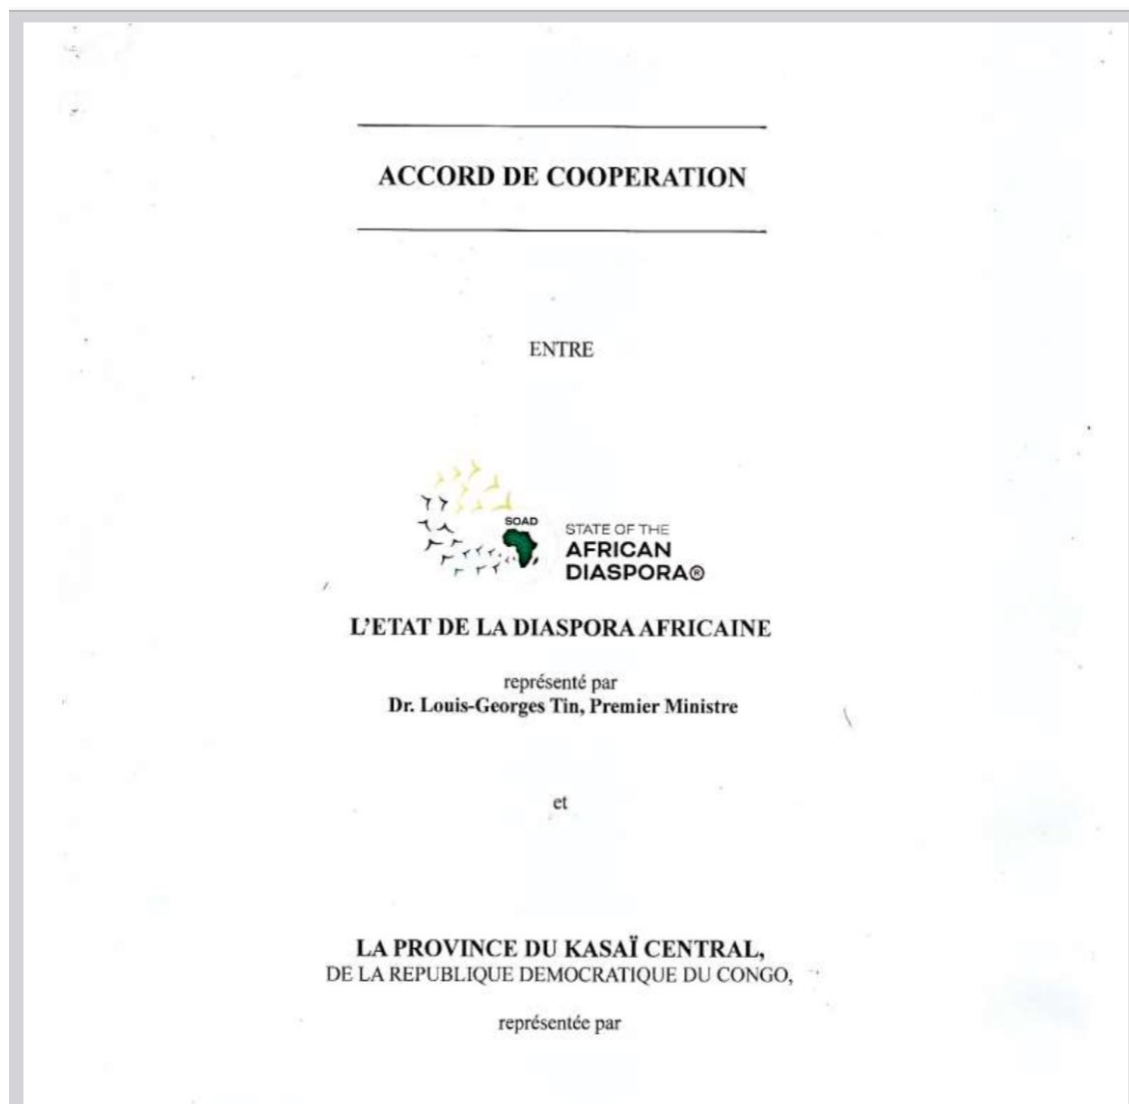 ACCORD DE COOPERATION
ENTRE
SOAD
STATE OF THE
AFRICAN
DIASPORA®
L'ETAT DE LA DIASPORA AFRICAINE
représenté par
Dr. Louis-Georges Tin, Premier Ministre
et
LA PROVINCE DU KASAÏ CENTRAL,
DE LA REPUBLIQUE DEMOCRATIQUE DU CONGO,
représentée par